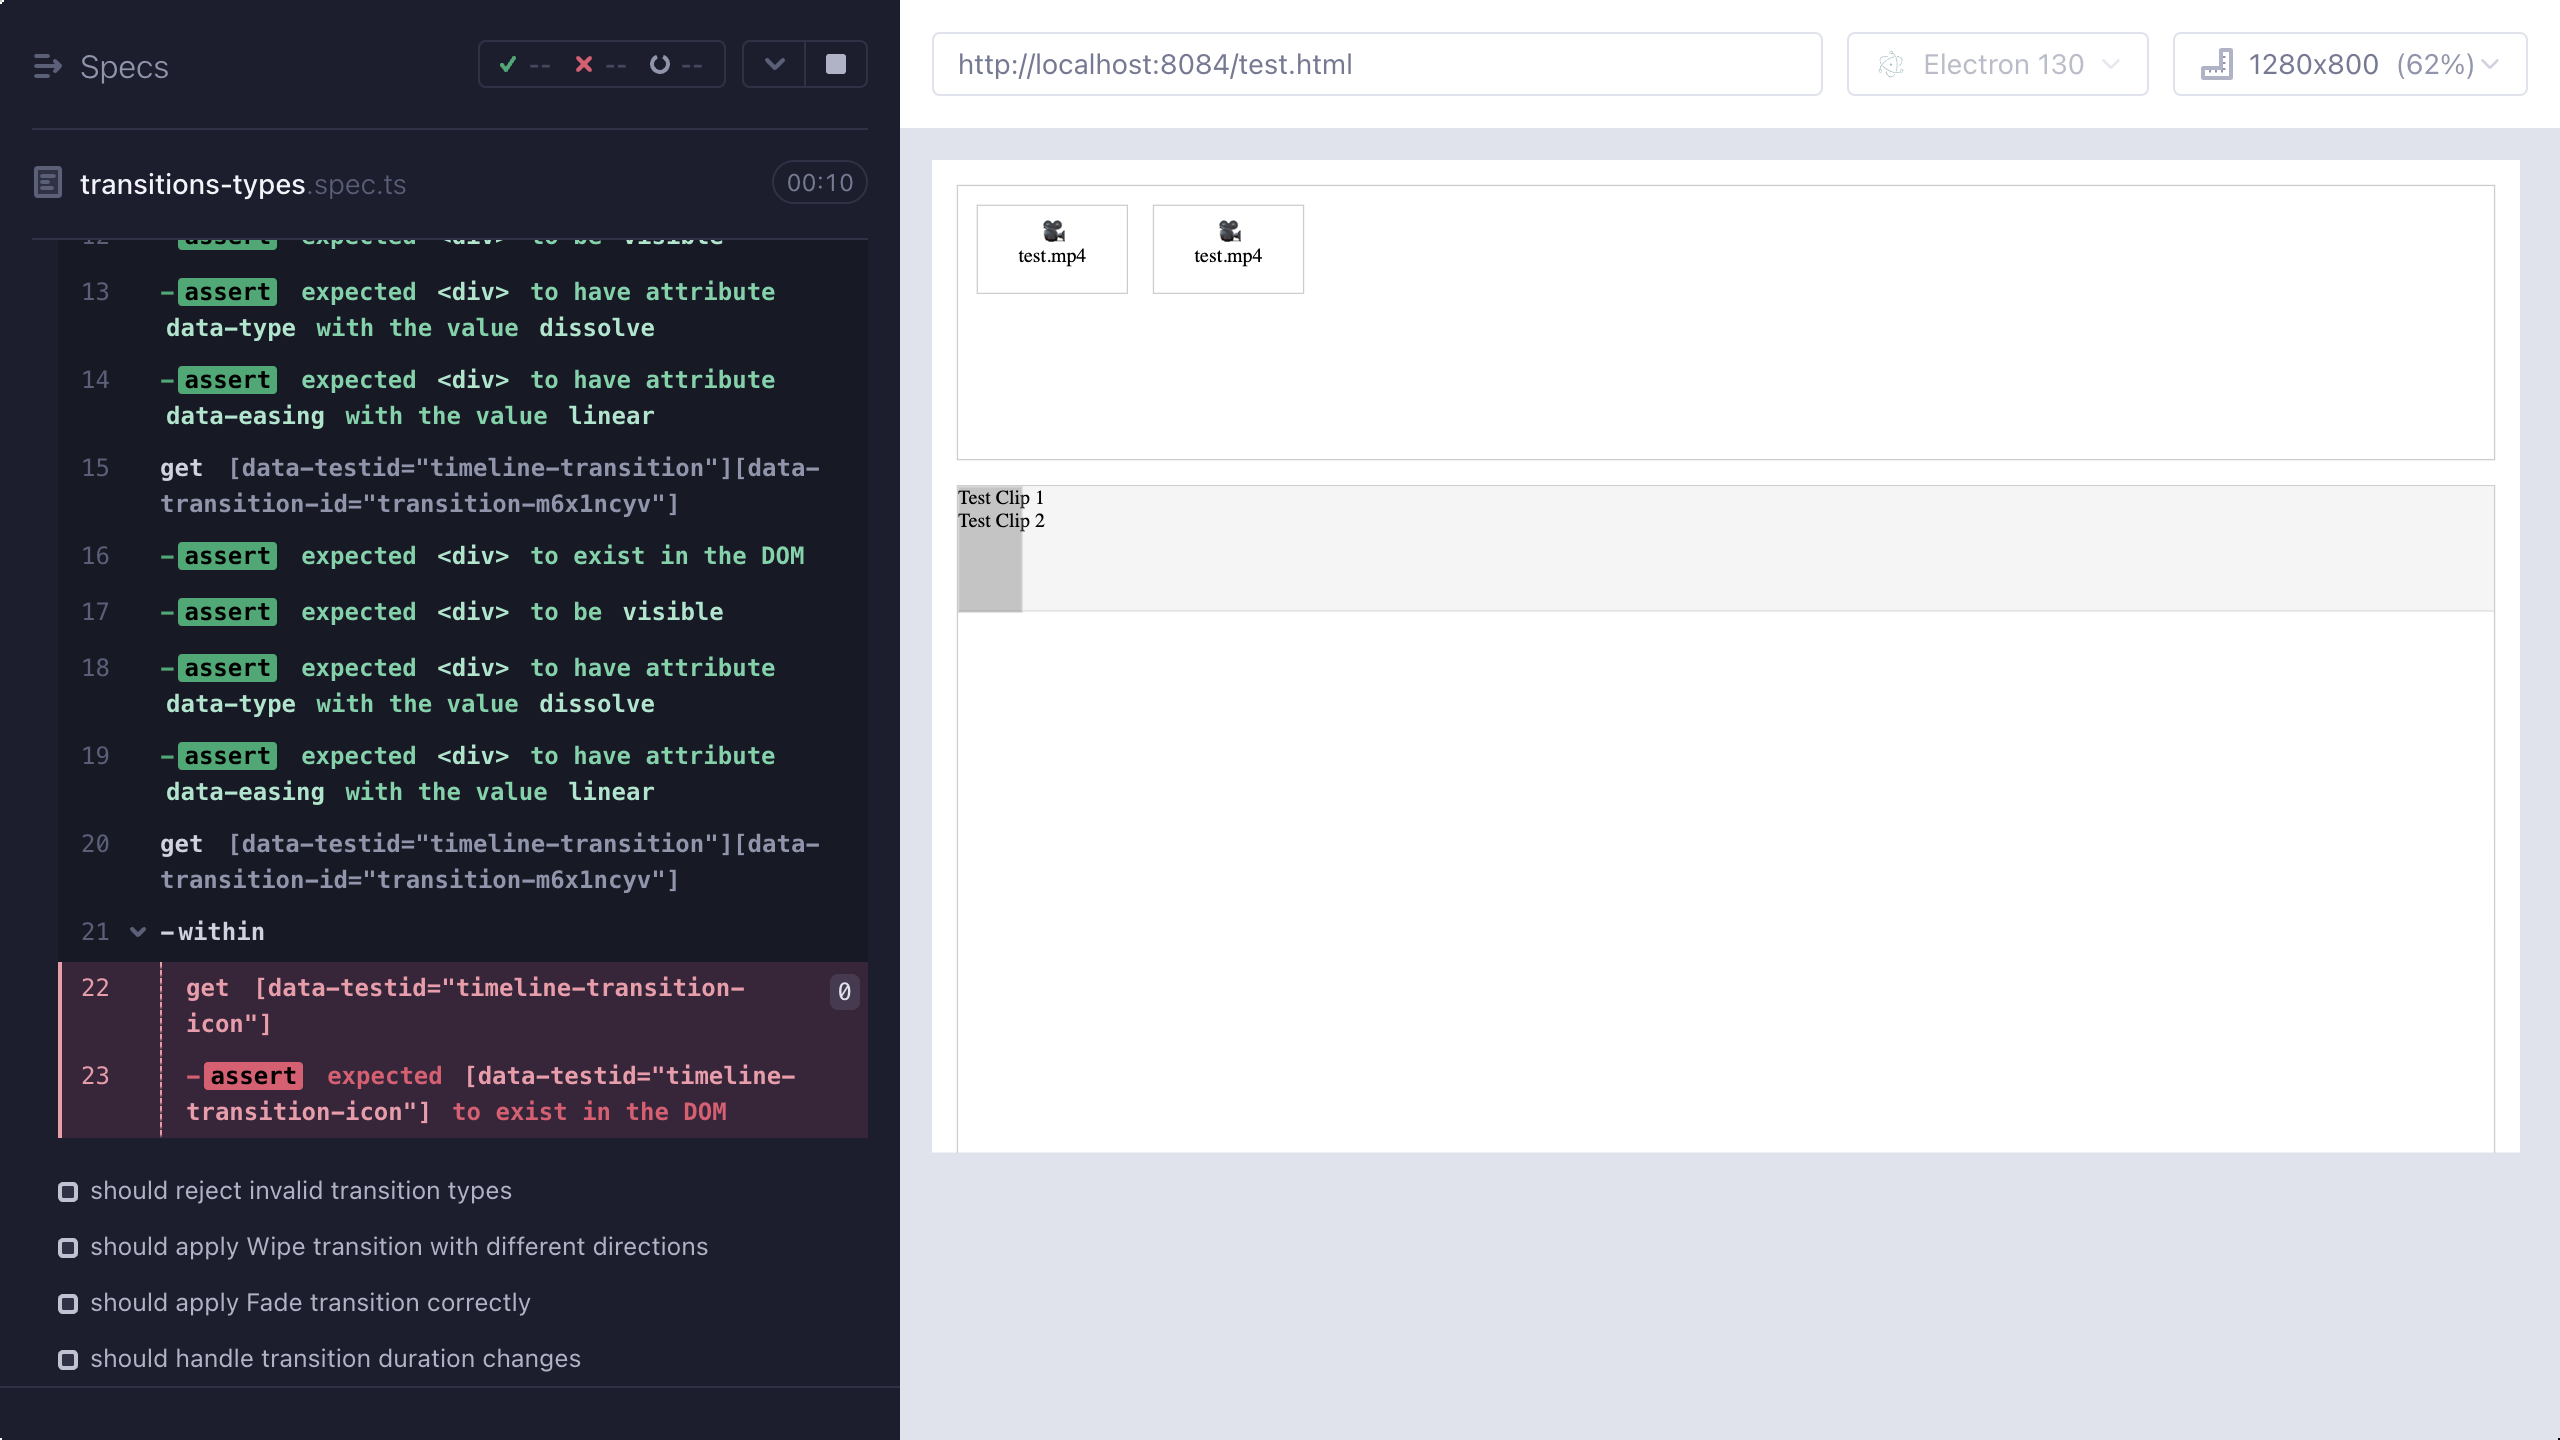 Specs
-- -- --
transitions-types.spec.ts
00:10
12 -assert expected <div> to be visible
13 -assert expected <div> to have attribute
data-type with the value dissolve
14 -assert expected <div> to have attribute
data-easing with the value linear
15 get [data-testid="timeline-transition"][data-
transition-id="transition-m6x1ncyv"]
16 -assert expected <div> to exist in the DOM
17 -assert expected <div> to be visible
18 -assert expected <div> to have attribute
data-type with the value dissolve
19 -assert expected <div> to have attribute
data-easing with the value linear
20 get [data-testid="timeline-transition"][data-
transition-id="transition-m6x1ncyv"]
21 -within
22 get [data-testid="timeline-transition-
icon"]
0
23 -assert expected [data-testid="timeline-
transition-icon"] to exist in the DOM
should reject invalid transition types
should apply Wipe transition with different directions
should apply Fade transition correctly
should handle transition duration changes
http://localhost:8084/test.html
Electron 130
1280x800 (62%)
test.mp4
test.mp4
Test Clip 1
Test Clip 2